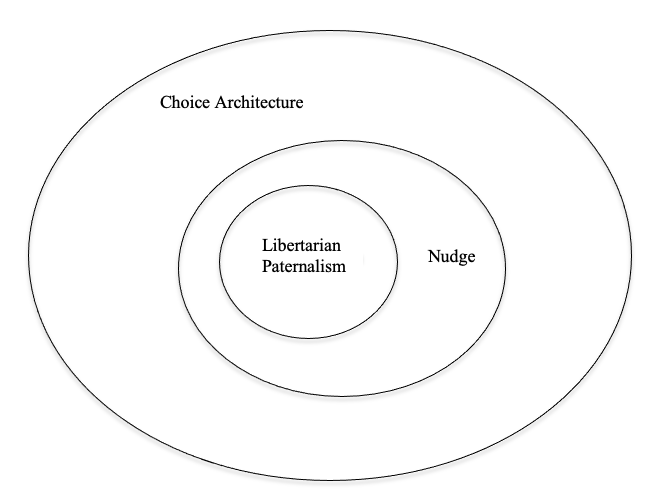 Choice Architecture
Libertarian
Paternalism
Nudge